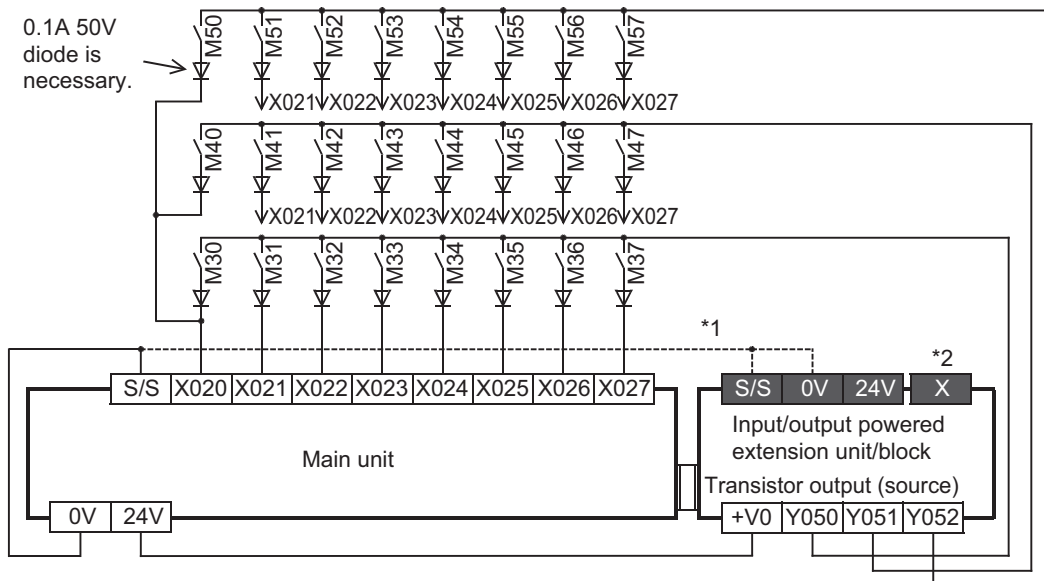 0.1A 50V
diode is
necessary.
M50 M51 M52 M53 M54 M55 M56 M57
X021 X022 X023 X024 X025 X026 X027
M40 M41 M42 M43 M44 M45 M46 M47
X021 X022 X023 X024 X025 X026 X027
M30 M31 M32 M33 M34 M35 M36 M37
*1
*2
S/S X020 X021 X022 X023 X024 X025 X026 X027
S/S 0V 24V X
Main unit
Input/output powered
extension unit/block
Transistor output (source)
0V 24V
+V0 Y050 Y051 Y052